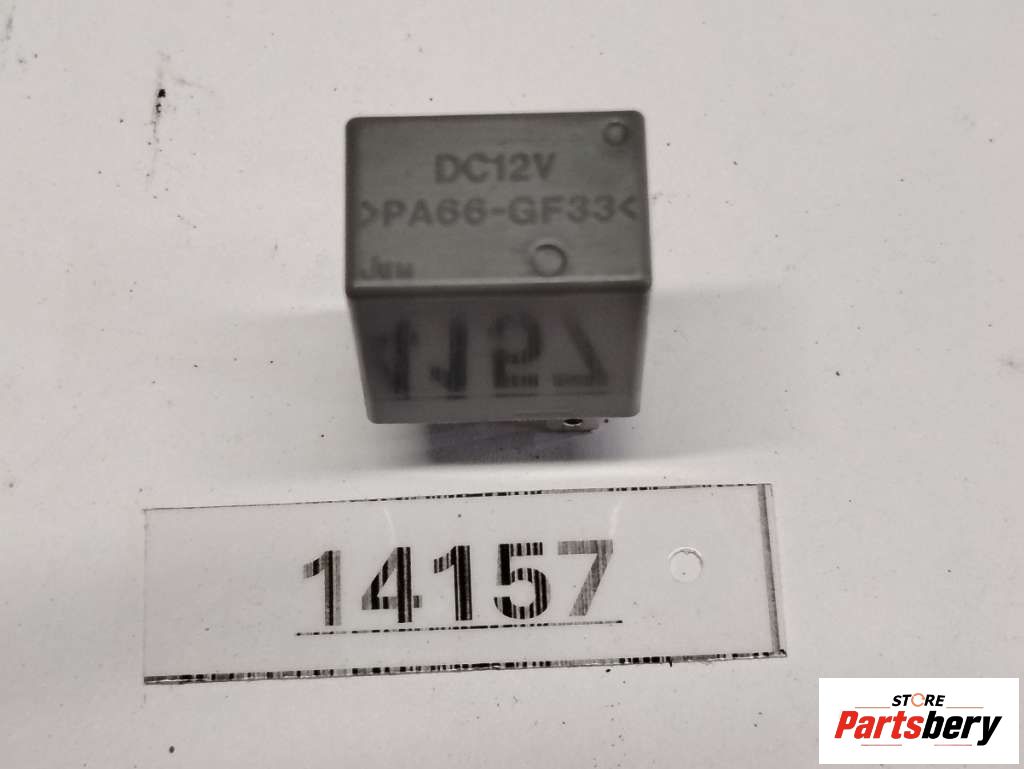 DC12V
>PA66-GF33<
14157
STORE
Partsbery